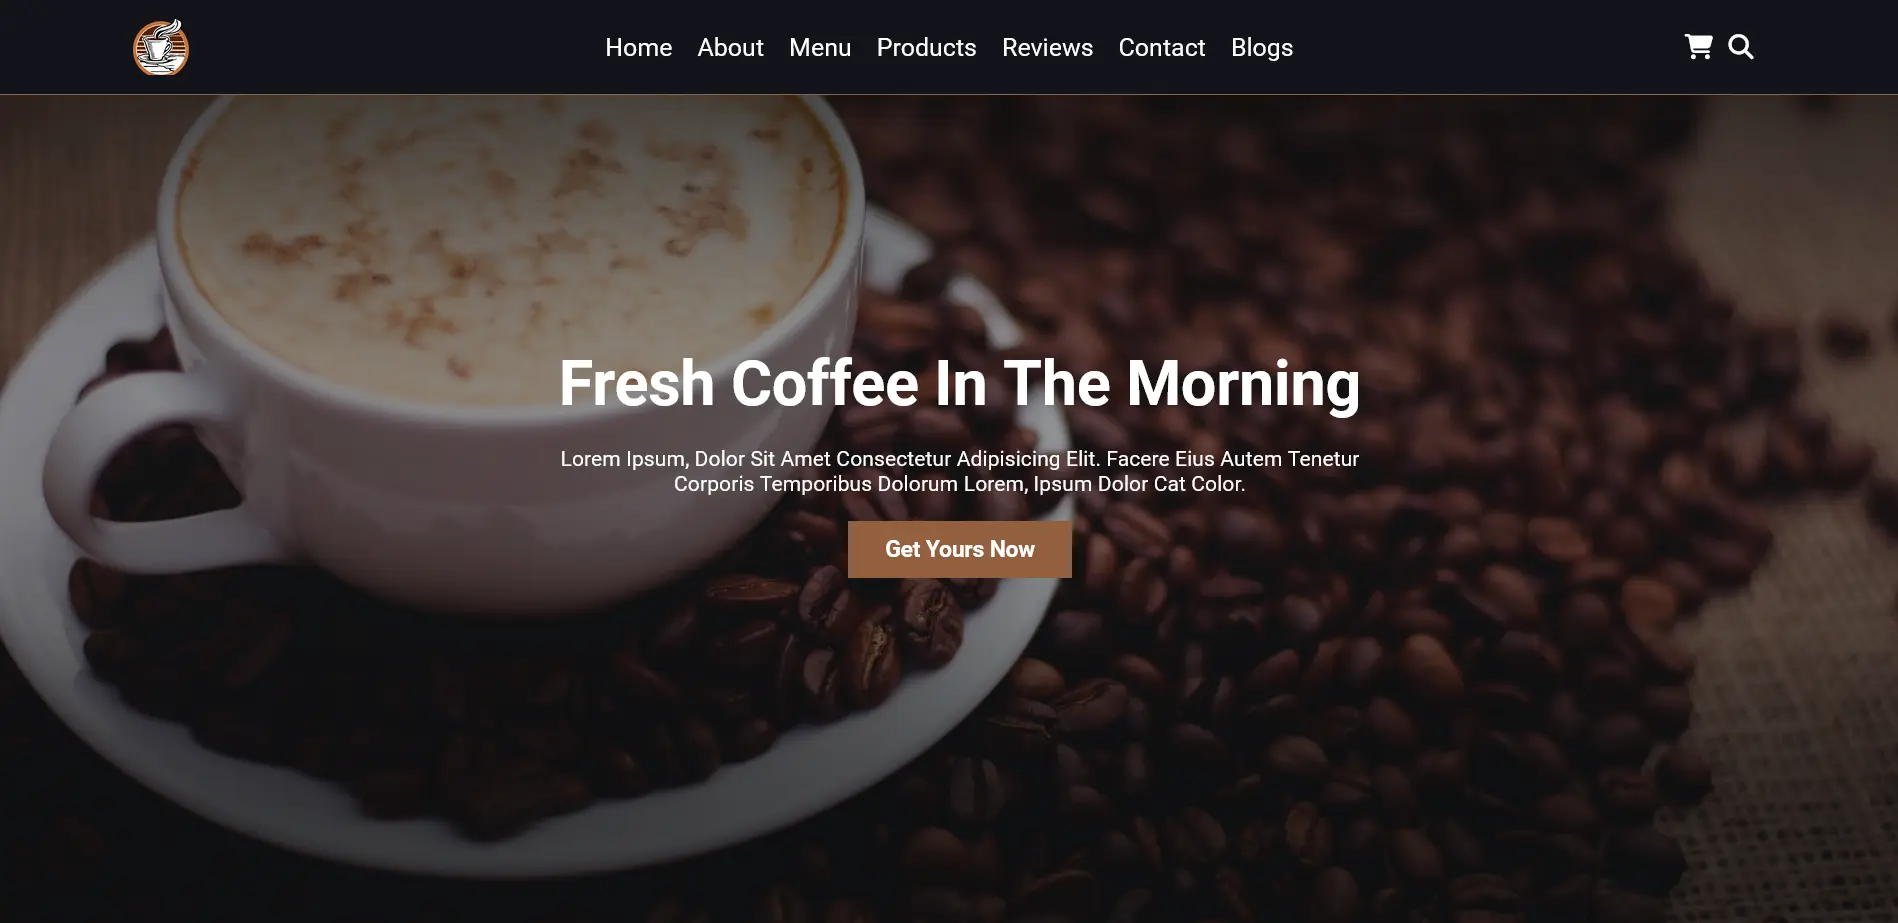 Home About Menu Products Reviews Contact Blogs
Fresh Coffee In The Morning
Lorem Ipsum, Dolor Sit Amet Consectetur Adipisicing Elit. Facere Eius Autem Tenetur
Corporis Temporibus Dolorum Lorem, Ipsum Dolor Cat Color.
Get Yours Now